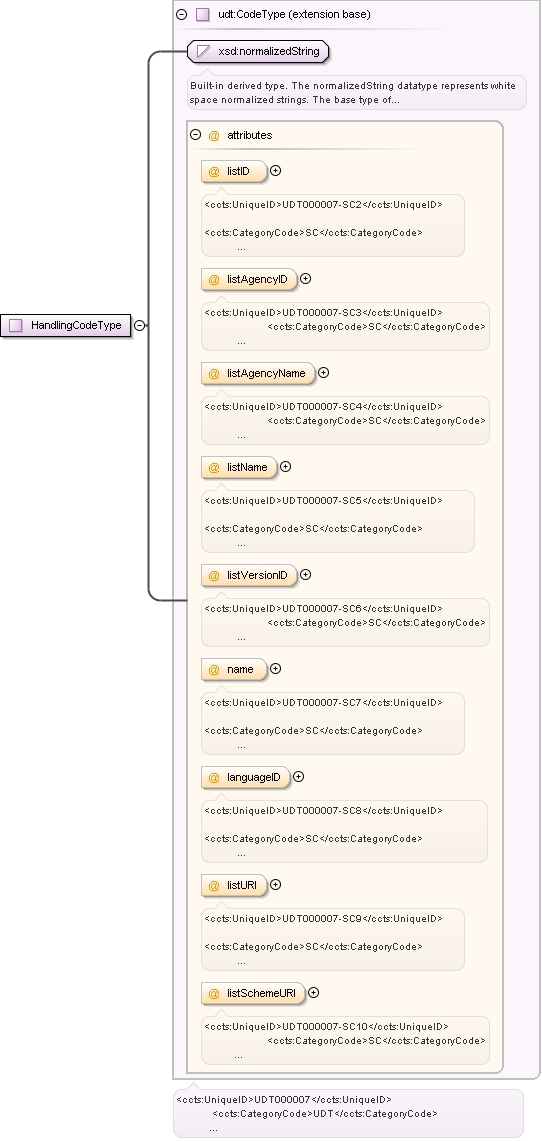 udt:CodeType (extension base)
xsd:normalizedString
Built-in derived type. The normalizedString datatype represents white
space normalized strings. The base type of...
@ attributes
@ listID
<ccts:UniqueID>UDT000007-SC2</ccts:UniqueID>
<ccts:CategoryCode>SC</ccts:CategoryCode>
...
@ listAgencyID
<ccts:UniqueID>UDT000007-SC3</ccts:UniqueID>
<ccts:CategoryCode>SC</ccts:CategoryCode>
...
HandlingCodeType
@ listAgencyName
<ccts:UniqueID>UDT000007-SC4</ccts:UniqueID>
<ccts:CategoryCode>SC</ccts:CategoryCode>
...
@ listName
<ccts:UniqueID>UDT000007-SC5</ccts:UniqueID>
<ccts:CategoryCode>SC</ccts:CategoryCode>
...
@ listVersionID
<ccts:UniqueID>UDT000007-SC6</ccts:UniqueID>
<ccts:CategoryCode>SC</ccts:CategoryCode>
...
@ name
<ccts:UniqueID>UDT000007-SC7</ccts:UniqueID>
<ccts:CategoryCode>SC</ccts:CategoryCode>
...
@ languageID
<ccts:UniqueID>UDT000007-SC8</ccts:UniqueID>
<ccts:CategoryCode>SC</ccts:CategoryCode>
...
@ listURI
<ccts:UniqueID>UDT000007-SC9</ccts:UniqueID>
<ccts:CategoryCode>SC</ccts:CategoryCode>
...
@ listSchemeURI
<ccts:UniqueID>UDT000007-SC10</ccts:UniqueID>
<ccts:CategoryCode>SC</ccts:CategoryCode>
...
<ccts:UniqueID>UDT000007</ccts:UniqueID>
<ccts:CategoryCode>UDT</ccts:CategoryCode>
...